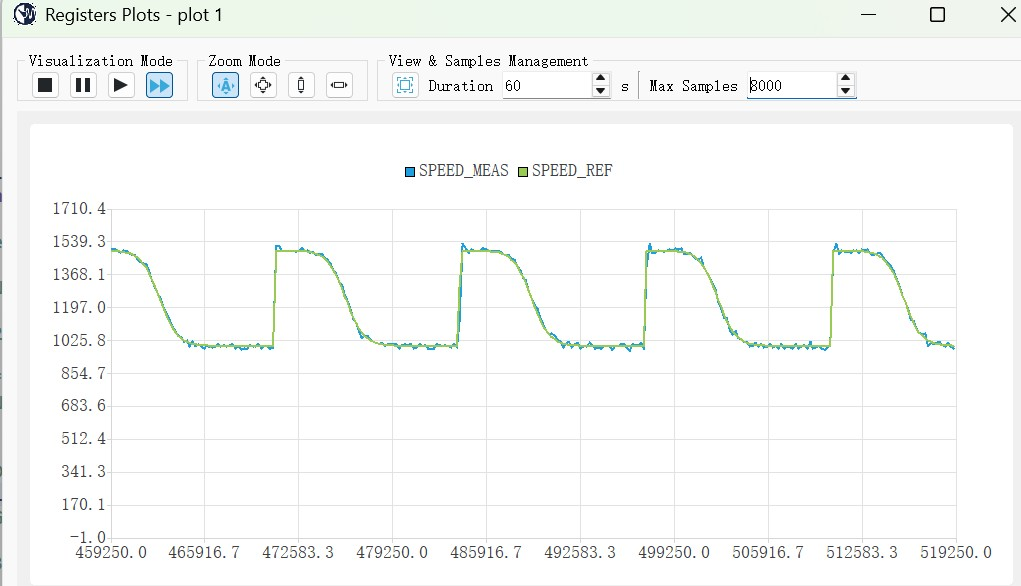 Registers Plots - plot 1
Visualization Mode Zoom Mode View & Samples Management
A Duration 60 s Max Samples 8000
SPEED_MEAS SPEED_REF
1710.4
1539.3
1368.1
1197.0
1025.8
854.7
683.6
512.4
341.3
170.1
-1.0
459250.0 465916.7 472583.3 479250.0 485916.7 492583.3 499250.0 505916.7 512583.3 519250.0